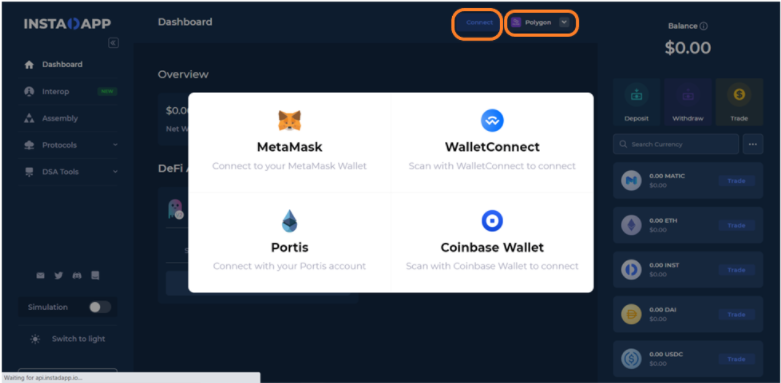 INSTADAPP
Dashboard
Connect
Polygon
Balance
$0.00
Dashboard
Interop
NEW
Assembly
Protocols
DSA Tools
Simulation
Switch to light
Waiting for api.instadapp.io...
Overview
$0.0
Net W
DeFi A
MetaMask
Connect to your MetaMask Wallet
WalletConnect
Scan with WalletConnect to connect
Portis
Connect with your Portis account
Coinbase Wallet
Scan with Coinbase Wallet to connect
Deposit
Withdraw
Trade
Search Currency
0.00 MATIC
$0.00
Trade
0.00 ETH
$0.00
Trade
0.00 INST
$0.00
Trade
0.00 DAI
$0.00
Trade
0.00 USDC
$0.00
Trade